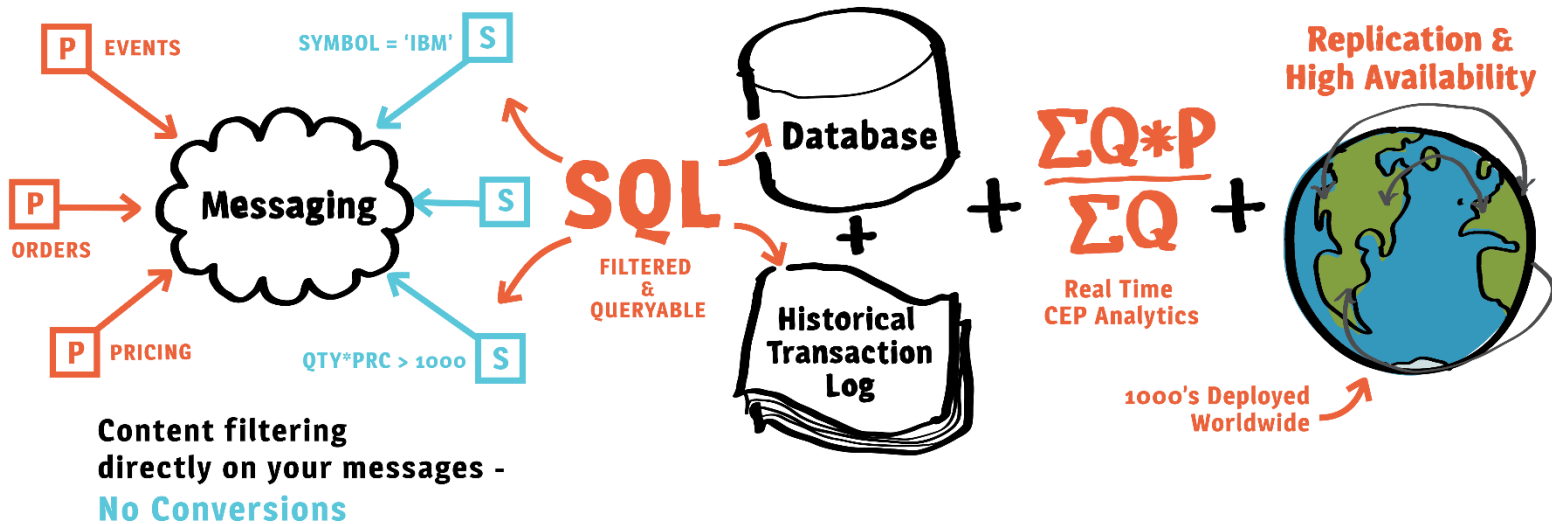 P EVENTS
SYMBOL = ‘IBM’ S
P
ORDERS
Messaging
S
P PRICING
QTY*PRC > 1000 S
Content filtering
directly on your messages -
No Conversions
SQL
FILTERED
&
QUERYABLE
Database
+
Historical
Transaction
Log
+
ΣQ*P
ΣQ
Real Time
CEP Analytics
+
Replication &
High Availability
1000’s Deployed
Worldwide